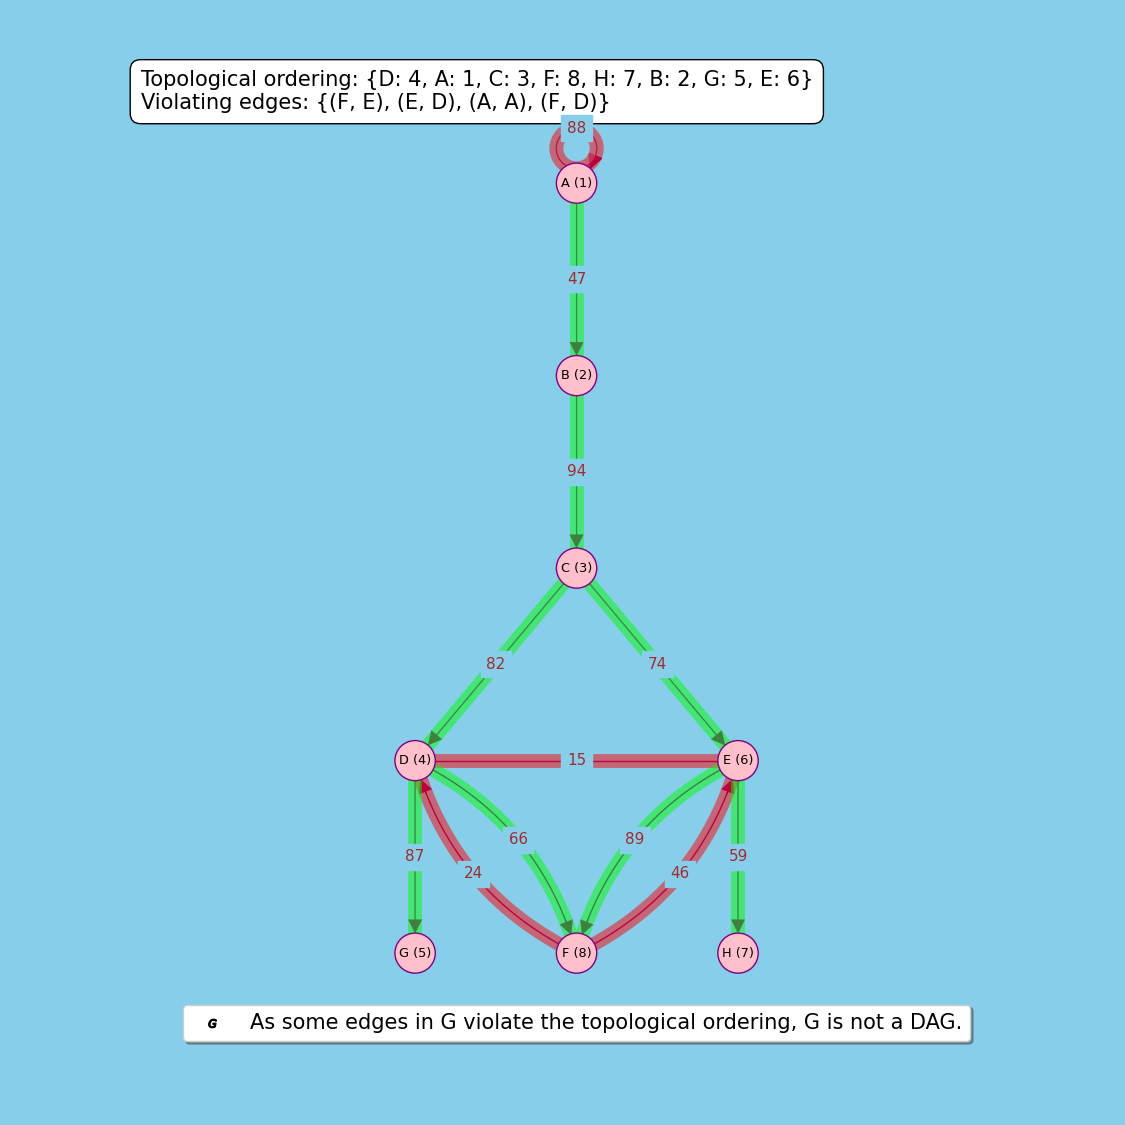 Topological ordering: {D: 4, A: 1, C: 3, F: 8, H: 7, B: 2, G: 5, E: 6}
Violating edges: {(F, E), (E, D), (A, A), (F, D)}
88
A (1)
47
B (2)
94
C (3)
82
74
D (4)
15
E (6)
66
89
87
59
24
46
G (5)
F (8)
H (7)
G As some edges in G violate the topological ordering, G is not a DAG.